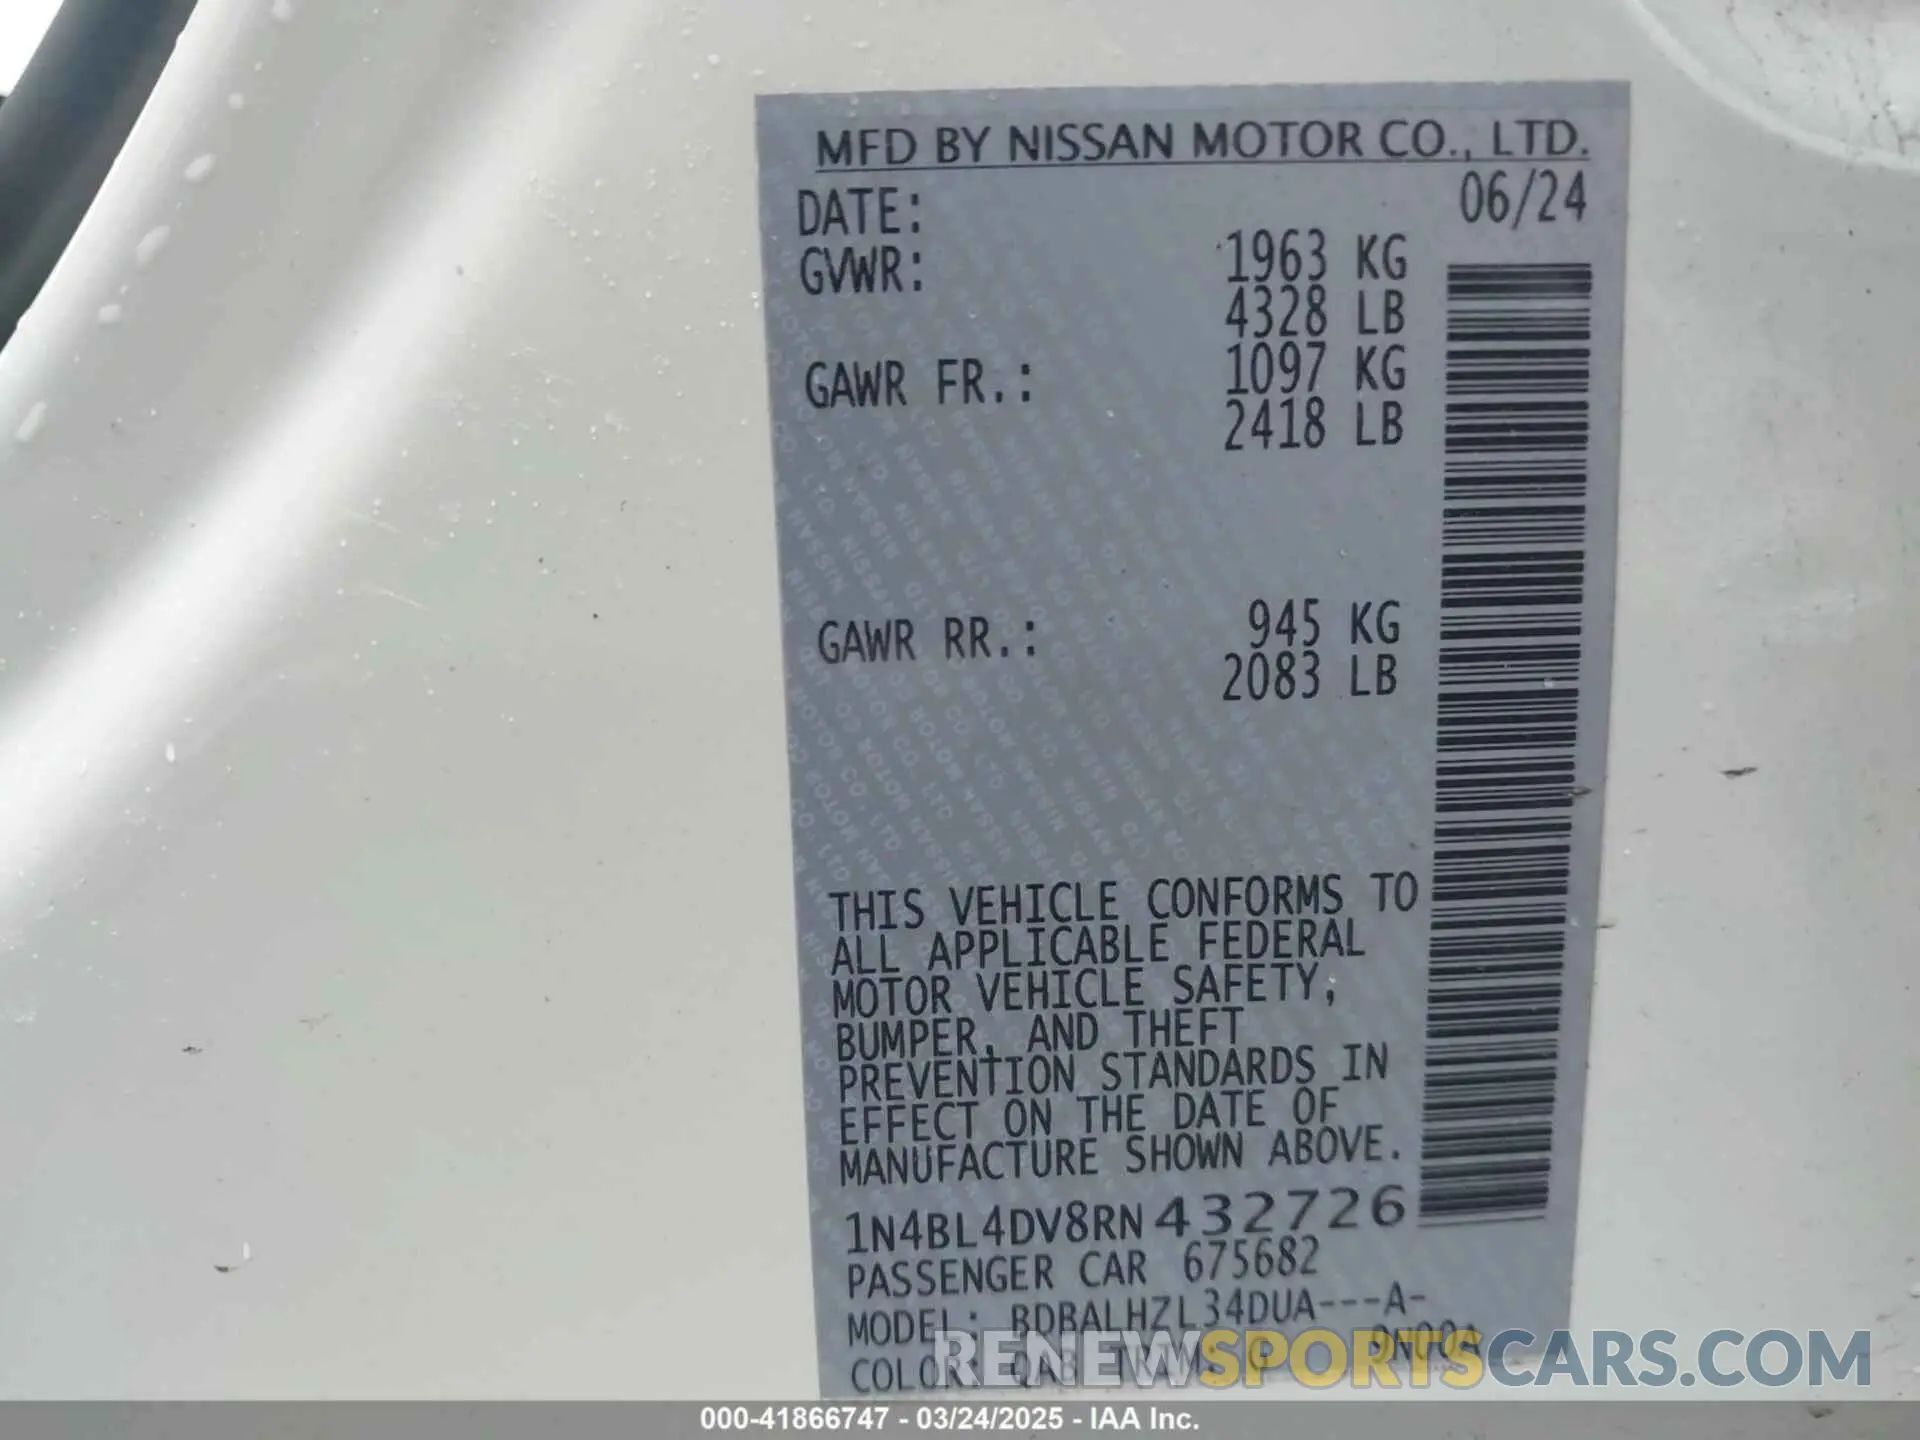 MFD BY NISSAN MOTOR CO., LTD.
DATE: 06/24
GVWR: 1963 KG
4328 LB
GAWR FR.: 1097 KG
2418 LB
GAWR RR.: 945 KG
2083 LB
THIS VEHICLE CONFORMS TO
ALL APPLICABLE FEDERAL
MOTOR VEHICLE SAFETY,
BUMPER, AND THEFT
PREVENTION STANDARDS IN
EFFECT ON THE DATE OF
MANUFACTURE SHOWN ABOVE.
1N4BL4DV8RN432726
PASSENGER CAR 675682
MODEL: BDBALHZL34DUA---A-
COLOR: QAB TRIM: G
RENEWSPORTSCARS.COM
000-41866747 - 03/24/2025 - IAA Inc.